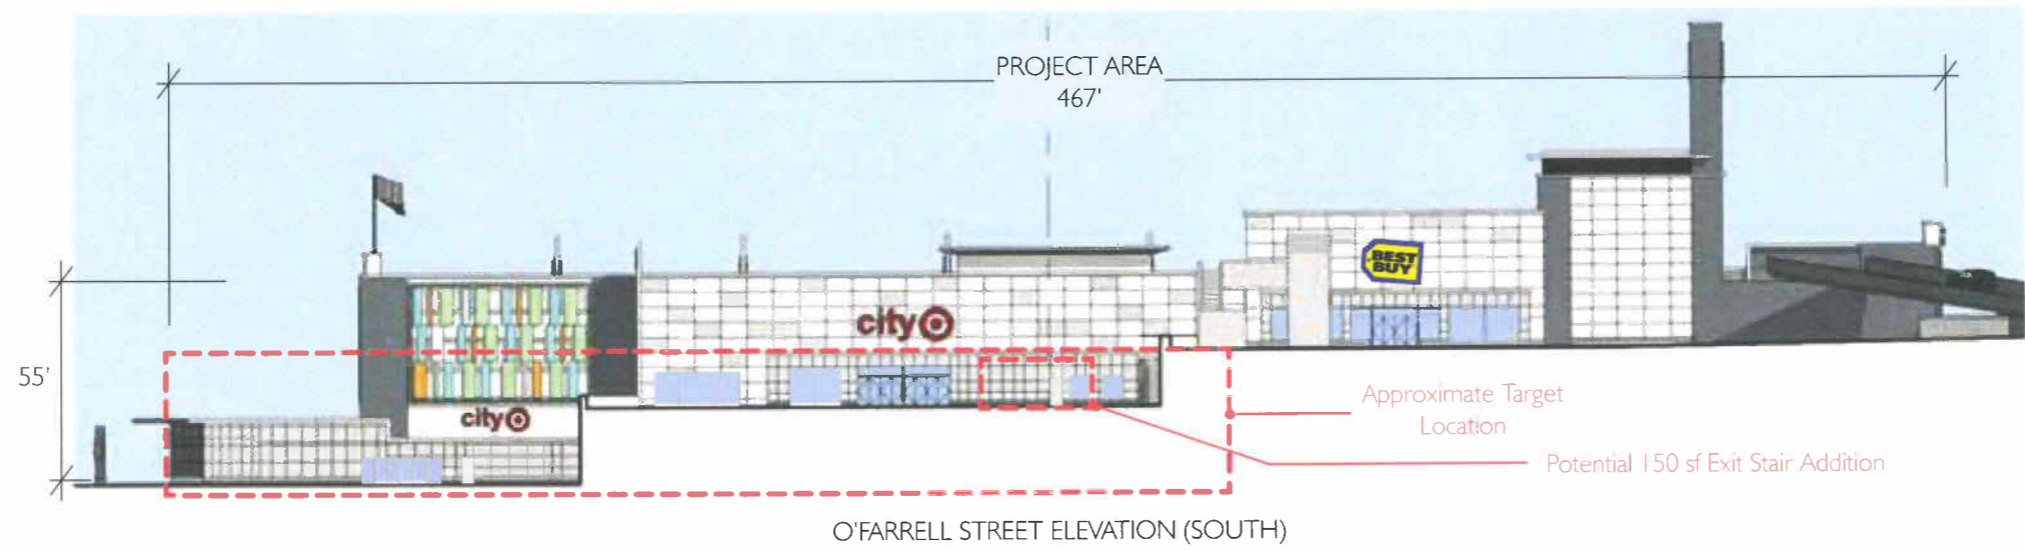 PROJECT AREA
467'
BEST
BUY
city
55'
city
Approximate Target
Location
Potential 150 sf Exit Stair Addition
O'FARRELL STREET ELEVATION (SOUTH)